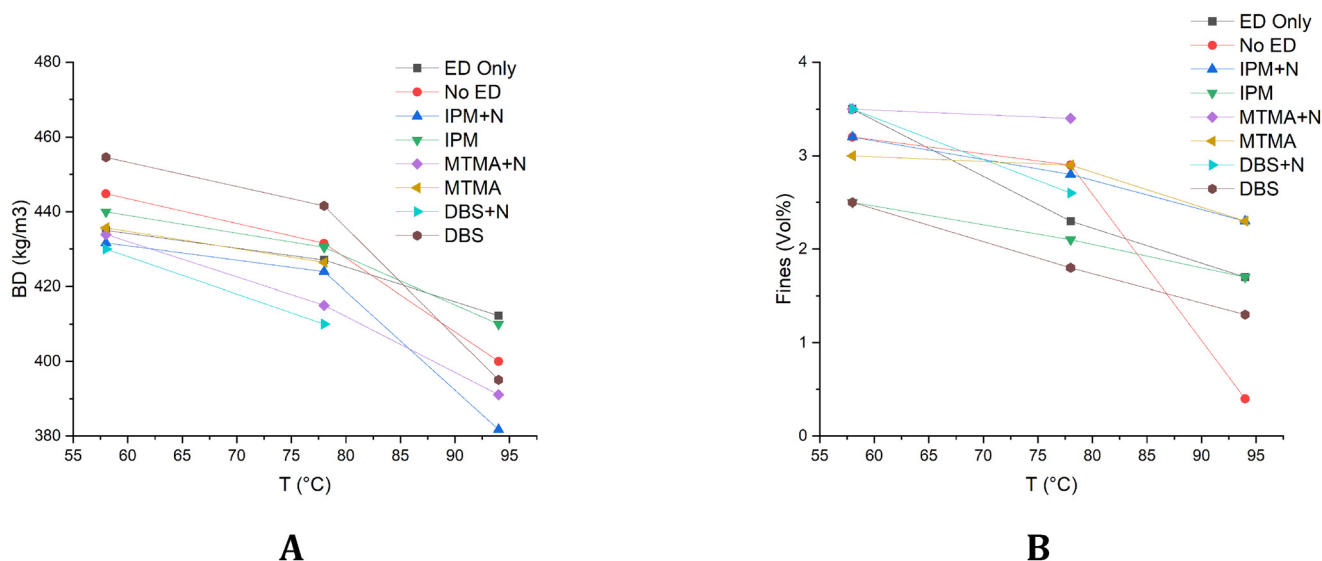 480
460
440
420
400
380
BD (kg/m3)
55 60 65 70 75 80 85 90 95
T (°C)
ED Only
No ED
IPM+N
IPM
MTMA+N
MTMA
DBS+N
DBS
A
4
3
2
1
0
Fines (Vol%)
55 60 65 70 75 80 85 90 95
T (°C)
ED Only
No ED
IPM+N
IPM
MTMA+N
MTMA
DBS+N
DBS
B